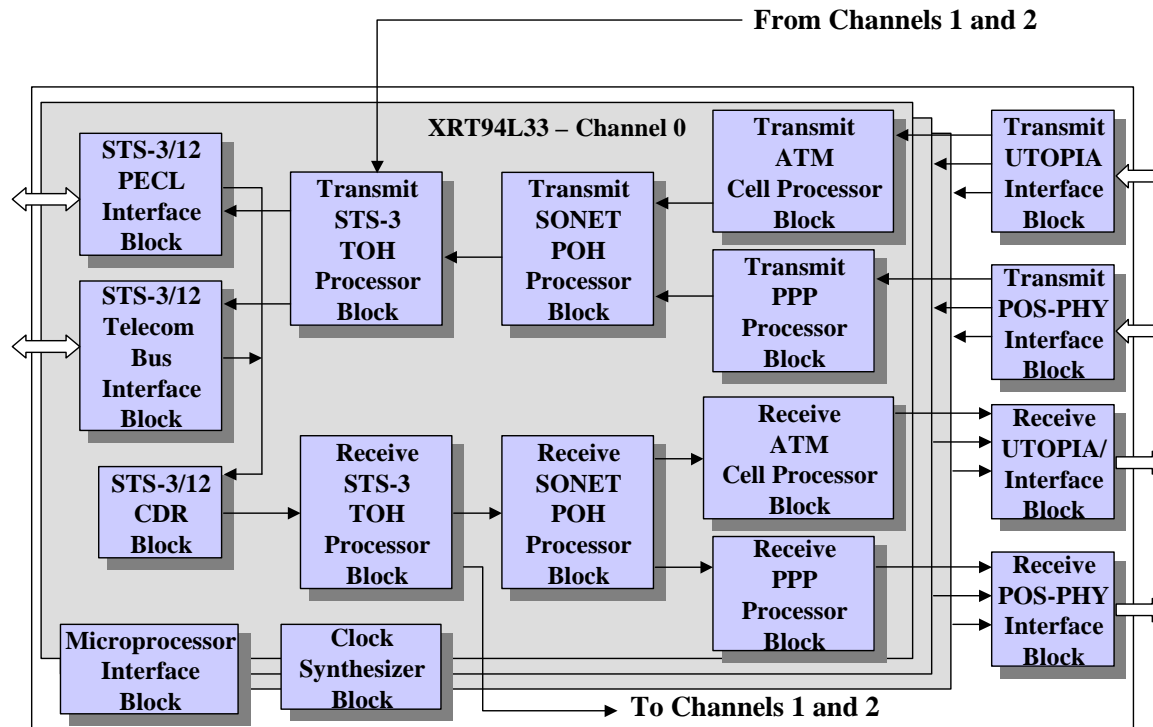 From Channels 1 and 2
XRT94L33 – Channel 0
STS-3/12
PECL
Interface
Block
Transmit
STS-3
TOH
Processor
Block
Transmit
SONET
POH
Processor
Block
Transmit
ATM
Cell Processor
Block
Transmit
UTOPIA
Interface
Block
Transmit
PPP
Processor
Block
Transmit
POS-PHY
Interface
Block
STS-3/12
Telecom
Bus
Interface
Block
STS-3/12
CDR
Block
Receive
STS-3
TOH
Processor
Block
Receive
SONET
POH
Processor
Block
Receive
ATM
Cell Processor
Block
Receive
UTOPIA/
Interface
Block
Receive
PPP
Processor
Block
Receive
POS-PHY
Interface
Block
Microprocessor
Interface
Block
Clock
Synthesizer
Block
To Channels 1 and 2